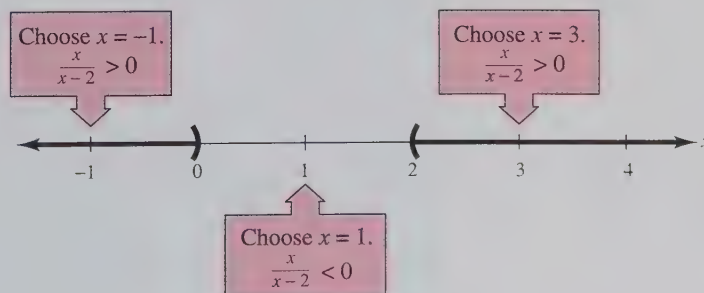 Choose x = −1.
x/(x − 2) > 0
Choose x = 3.
x/(x − 2) > 0
−1 0 1 2 3 4
Choose x = 1.
x/(x − 2) < 0